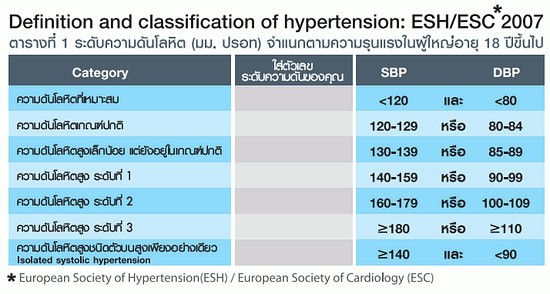 Definition and classification of hypertension: ESH/ESC* 2007
ตารางที่ 1 ระดับความดันโลหิต (มม. ปรอท) จำแนกตามความรุนแรงในผู้ใหญ่อายุ 18 ปีขึ้นไป
Category ใส่ตัวเลข ระดับความดันของคุณ SBP DBP
ความดันโลหิตที่เหมาะสม <120 และ <80
ความดันโลหิตเกณฑ์ปกติ 120-129 หรือ 80-84
ความดันโลหิตสูงเล็กน้อย แต่ยังอยู่ในเกณฑ์ปกติ 130-139 หรือ 85-89
ความดันโลหิตสูง ระดับที่ 1 140-159 หรือ 90-99
ความดันโลหิตสูง ระดับที่ 2 160-179 หรือ 100-109
ความดันโลหิตสูง ระดับที่ 3 ≥180 หรือ ≥110
ความดันโลหิตสูงชนิดตัวบนสูงเพียงอย่างเดียว
Isolated systolic hypertension ≥140 และ <90
* European Society of Hypertension(ESH) / European Society of Cardiology (ESC)